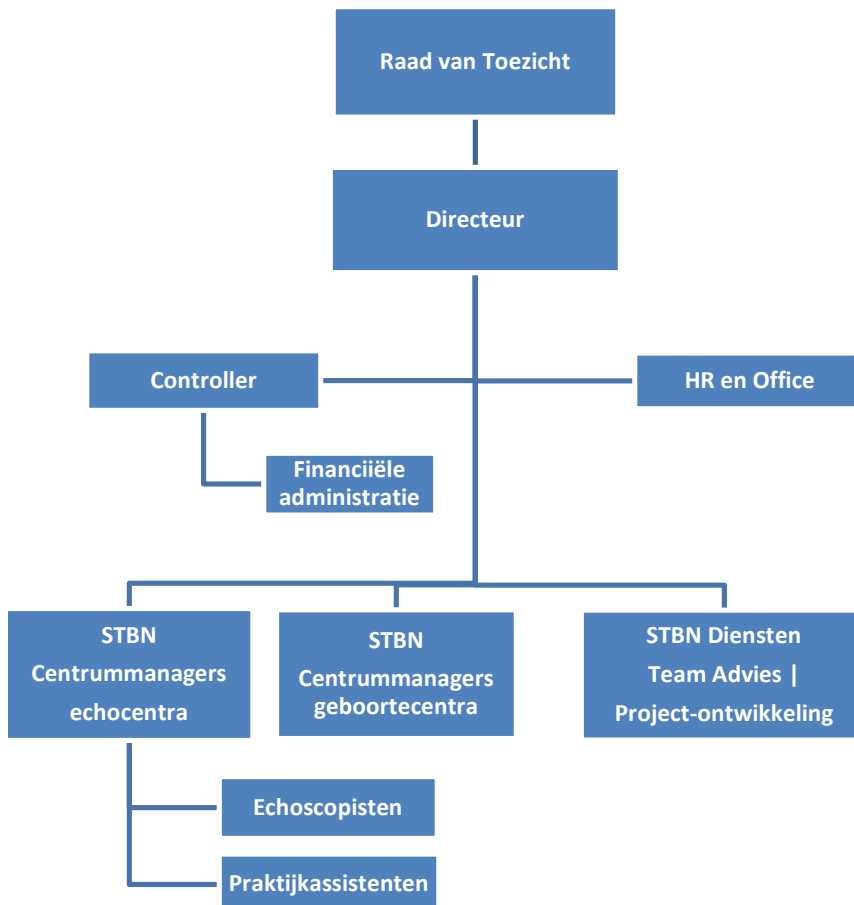 Raad van Toezicht
Directeur
Controller
HR en Office
Financiiële
administratie
STBN
Centrummanagers
echocentra
STBN
Centrummanagers
geboortecentra
STBN Diensten
Team Advies |
Project-ontwikkeling
Echoscopisten
Praktijkassistenten